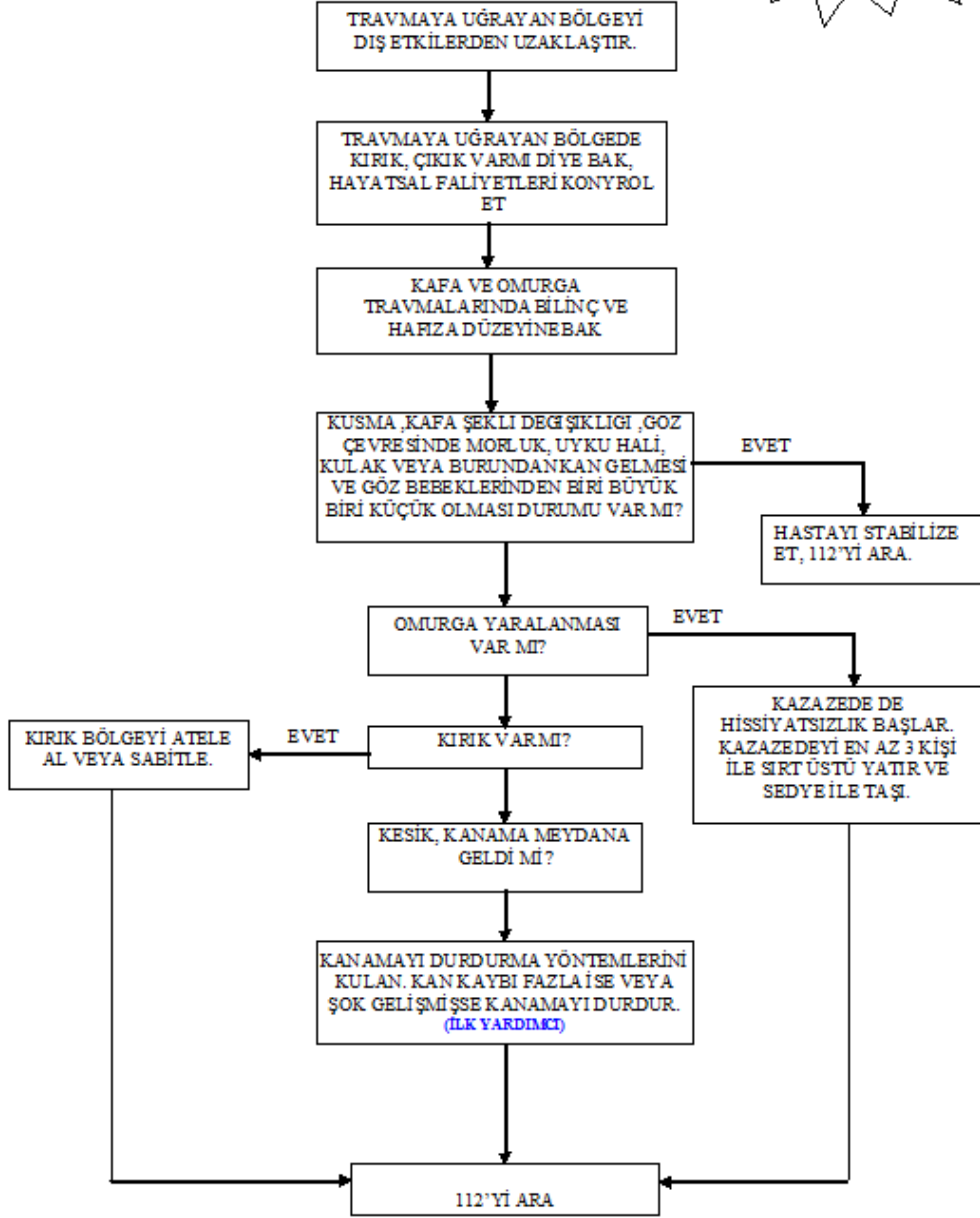 TRAVMAYA UĞRAYAN BÖLGEYİ
DIŞ ETKİLERDEN UZAKLAŞTIR.
TRAVMAYA UĞRAYAN BÖLGEDE
KIRIK, ÇIKIK VARMI DİYE BAK,
HAYATSAL FALİYETLERİ KONYROL
ET
KAFA VE OMURGA
TRAVMALARINDA BİLİNÇ VE
HAFIZA DÜZEYİNE BAK
KUSMA ,KAFA ŞEKLİ DEGIŞIKLIGI ,GOZ
ÇEVRESİNDE MORLUK, UYKU HALİ,
KULAK VEYA BURUNDAN KAN GELMESİ
VE GÖZ BEBEKLERİNDEN BİRİ BÜYÜK
BİRİ KÜÇÜK OLMASI DURUMU VAR MI?
EVET
HASTAYI STABİLİZE
ET, 112’Yİ ARA.
OMURGA YARALANMASI
VAR MI?
EVET
KAZAZEDE DE
HİSSİYATSIZLIK BAŞLAR.
KAZAZEDEYİ EN AZ 3 KİŞİ
İLE SIRT ÜSTÜ YATIR VE
SEDYE İLE TAŞI.
KIRIK VARMI?
EVET
KIRIK BÖLGEYİ ATELE
AL VEYA SABİTLE.
KESİK, KANAMA MEYDANA
GELDİ Mİ?
KANAMAYI DURDURMA YÖNTEMLERİNİ
KULAN. KAN KAYBI FAZLA İSE VEYA
ŞOK GELİŞMİŞSE KANAMAYI DURDUR.
(İLK YARDIMCI)
112’Yİ ARA